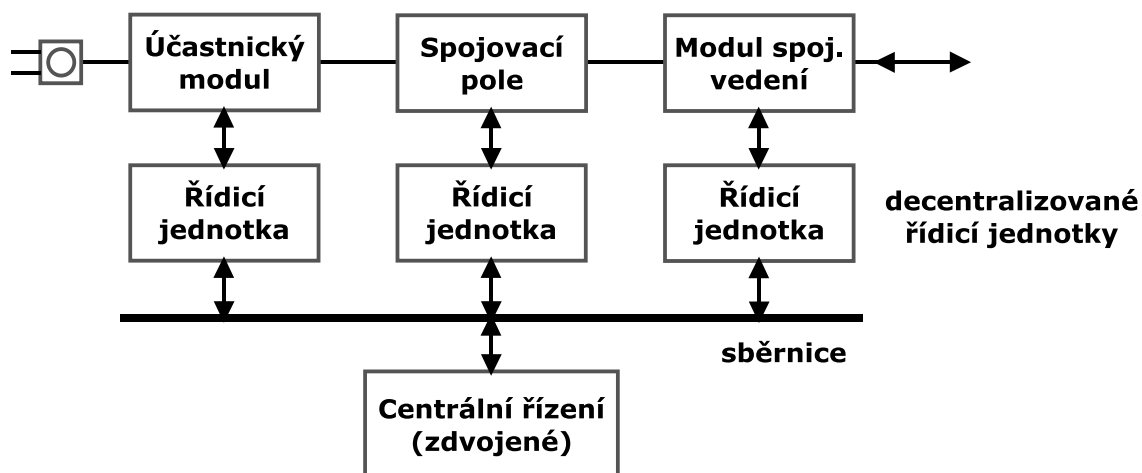 Účastnický
modul
Spojovací
pole
Modul spoj.
vedení
Řídicí
jednotka
Řídicí
jednotka
Řídicí
jednotka
decentralizované
řídicí jednotky
sběrnice
Centrální řízení
(zdvojené)